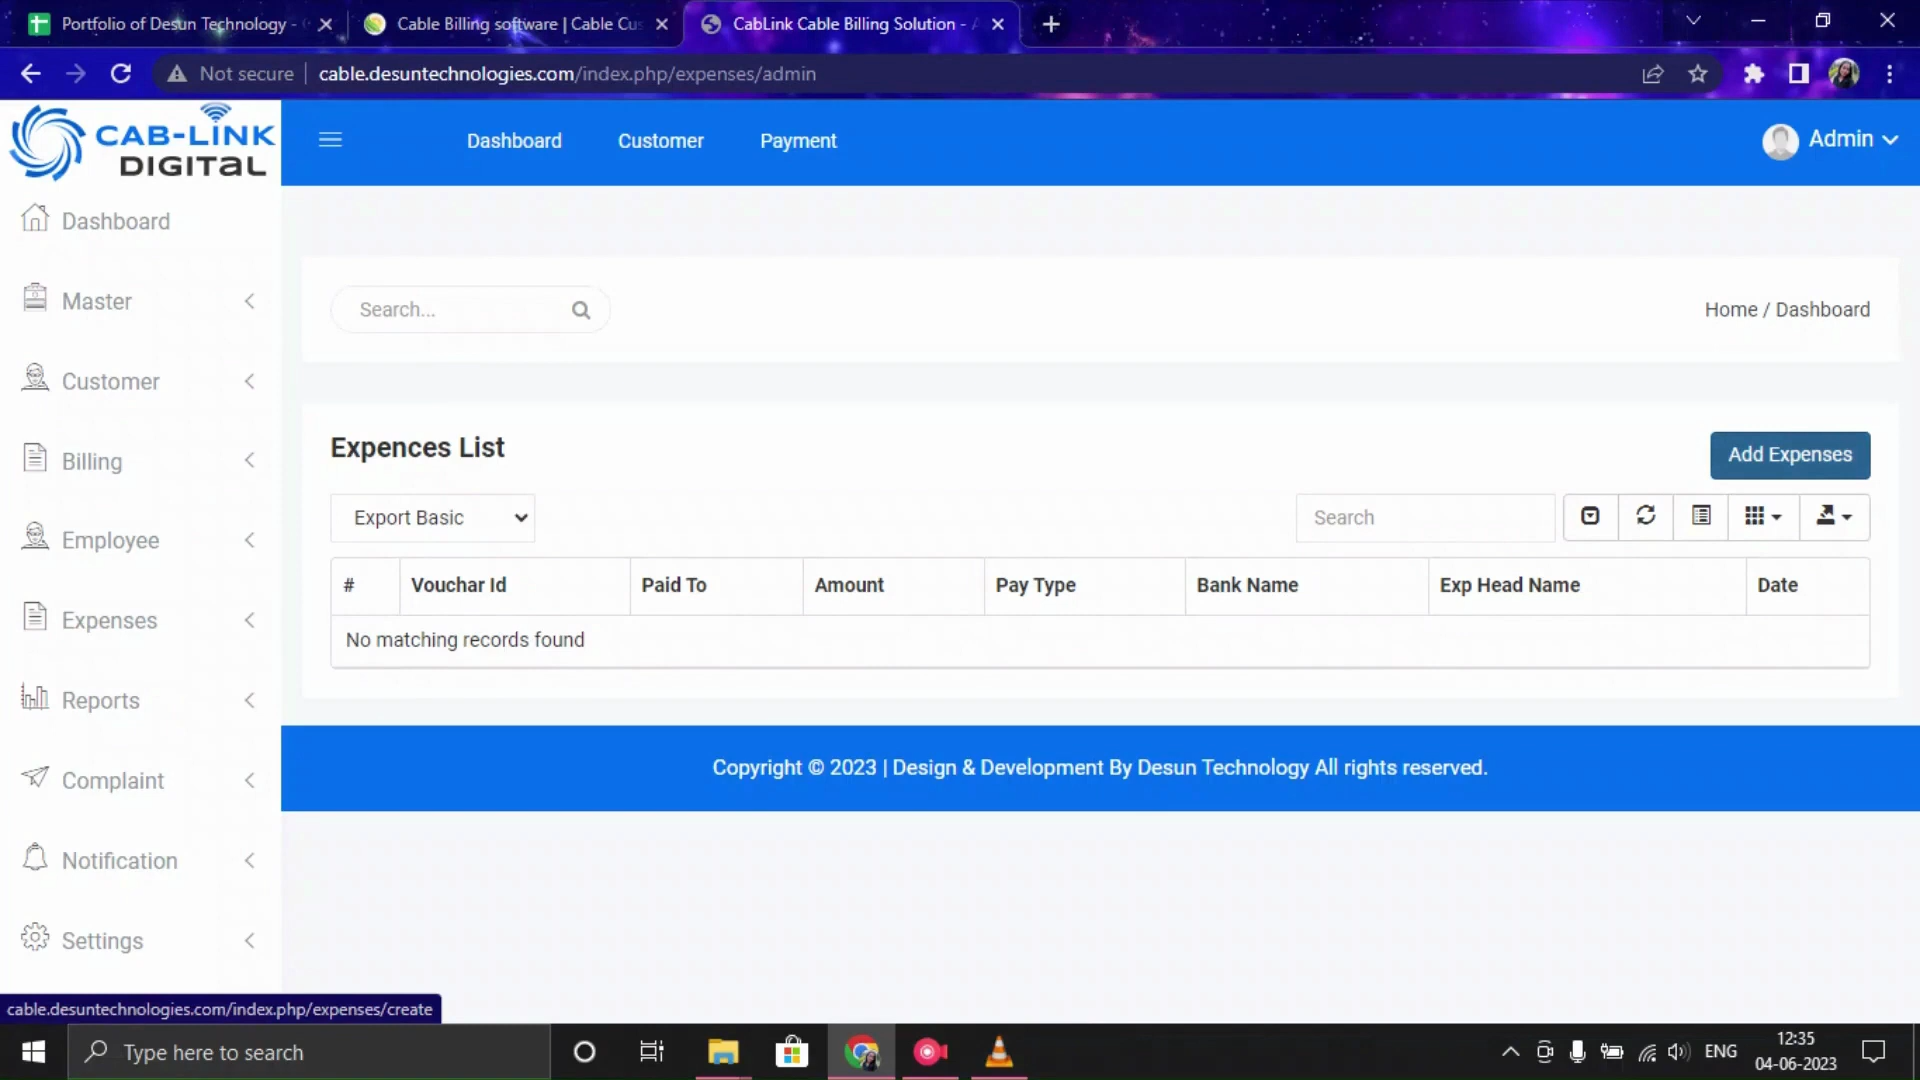 Portfolio of Desun Technology -
Cable Billing software | Cable Cus
CabLink Cable Billing Solution - A
Not secure
cable.desuntechnologies.com/index.php/expenses/admin
CAB-LINK
DIGITAL
Dashboard
Customer
Payment
Admin
Dashboard
Master
Customer
Billing
Employee
Expenses
Reports
Complaint
Notification
Settings
Search...
Home / Dashboard
Expences List
Add Expenses
Export Basic
Search
# Vouchar Id Paid To Amount Pay Type Bank Name Exp Head Name Date
No matching records found
Copyright © 2023 | Design & Development By Desun Technology All rights reserved.
cable.desuntechnologies.com/index.php/expenses/create
Type here to search
ENG
12:35
04-06-2023